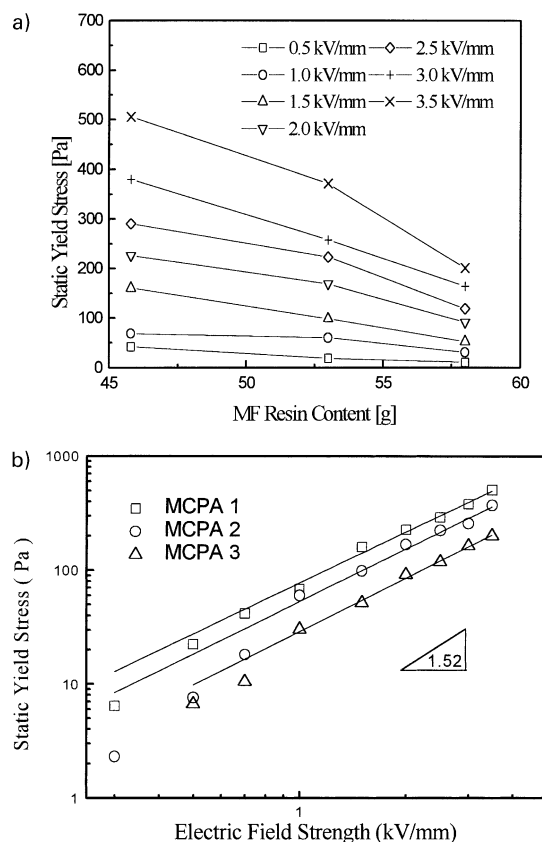 a)
700
600
500
400
300
200
100
0
Static Yield Stress [Pa]
0.5 kV/mm
2.5 kV/mm
1.0 kV/mm
3.0 kV/mm
1.5 kV/mm
3.5 kV/mm
2.0 kV/mm
45
50
55
60
MF Resin Content [g]
b)
1000
100
10
1
Static Yield Stress ( Pa )
MCPA 1
MCPA 2
MCPA 3
1.52
1
Electric Field Strength (kV/mm)